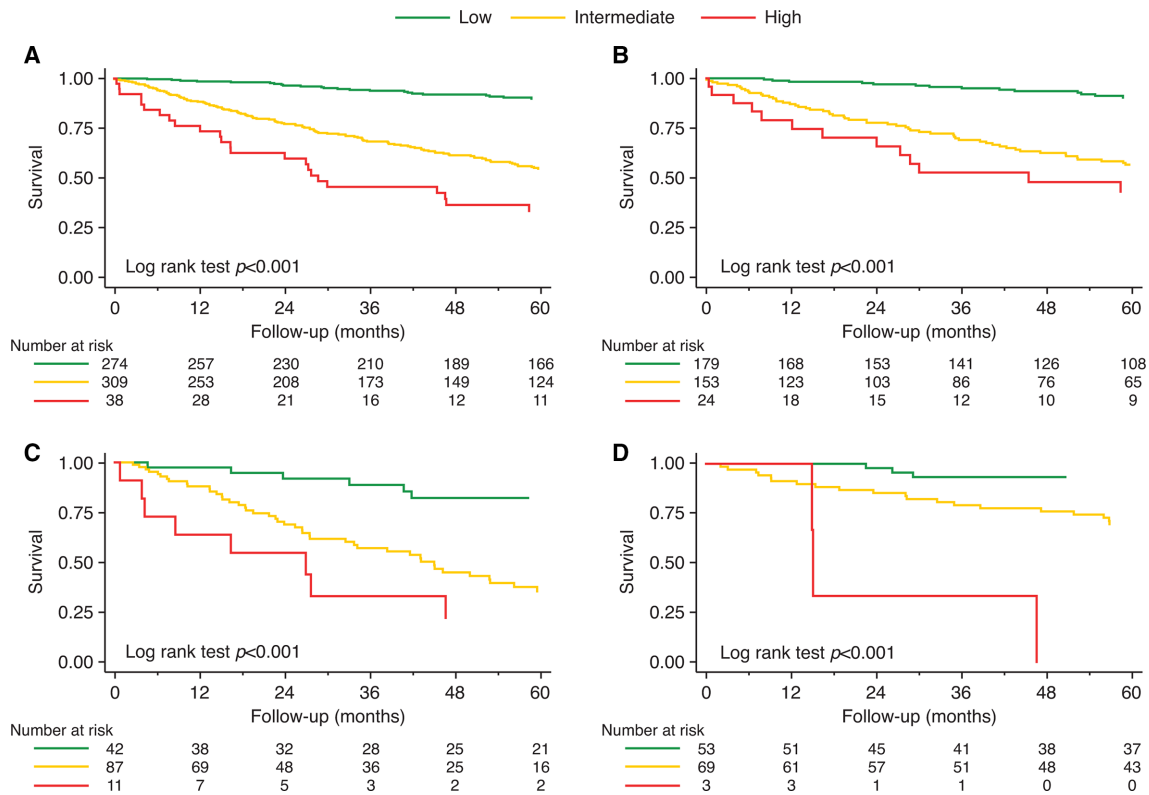 Low Intermediate High
A
1.00
0.75
0.50
0.25
0.00
Survival
Log rank test p<0.001
0 12 24 36 48 60
Follow-up (months)
Number at risk
274 257 230 210 189 166
309 253 208 173 149 124
38 28 21 16 12 11
B
1.00
0.75
0.50
0.25
0.00
Survival
Log rank test p<0.001
0 12 24 36 48 60
Follow-up (months)
Number at risk
179 168 153 141 126 108
153 123 103 86 76 65
24 18 15 12 10 9
C
1.00
0.75
0.50
0.25
0.00
Survival
Log rank test p<0.001
0 12 24 36 48 60
Follow-up (months)
Number at risk
42 38 32 28 25 21
87 69 48 36 25 16
11 7 5 3 2 2
D
1.00
0.75
0.50
0.25
0.00
Survival
Log rank test p<0.001
0 12 24 36 48 60
Follow-up (months)
Number at risk
53 51 45 41 38 37
69 61 57 51 48 43
3 3 1 1 0 0